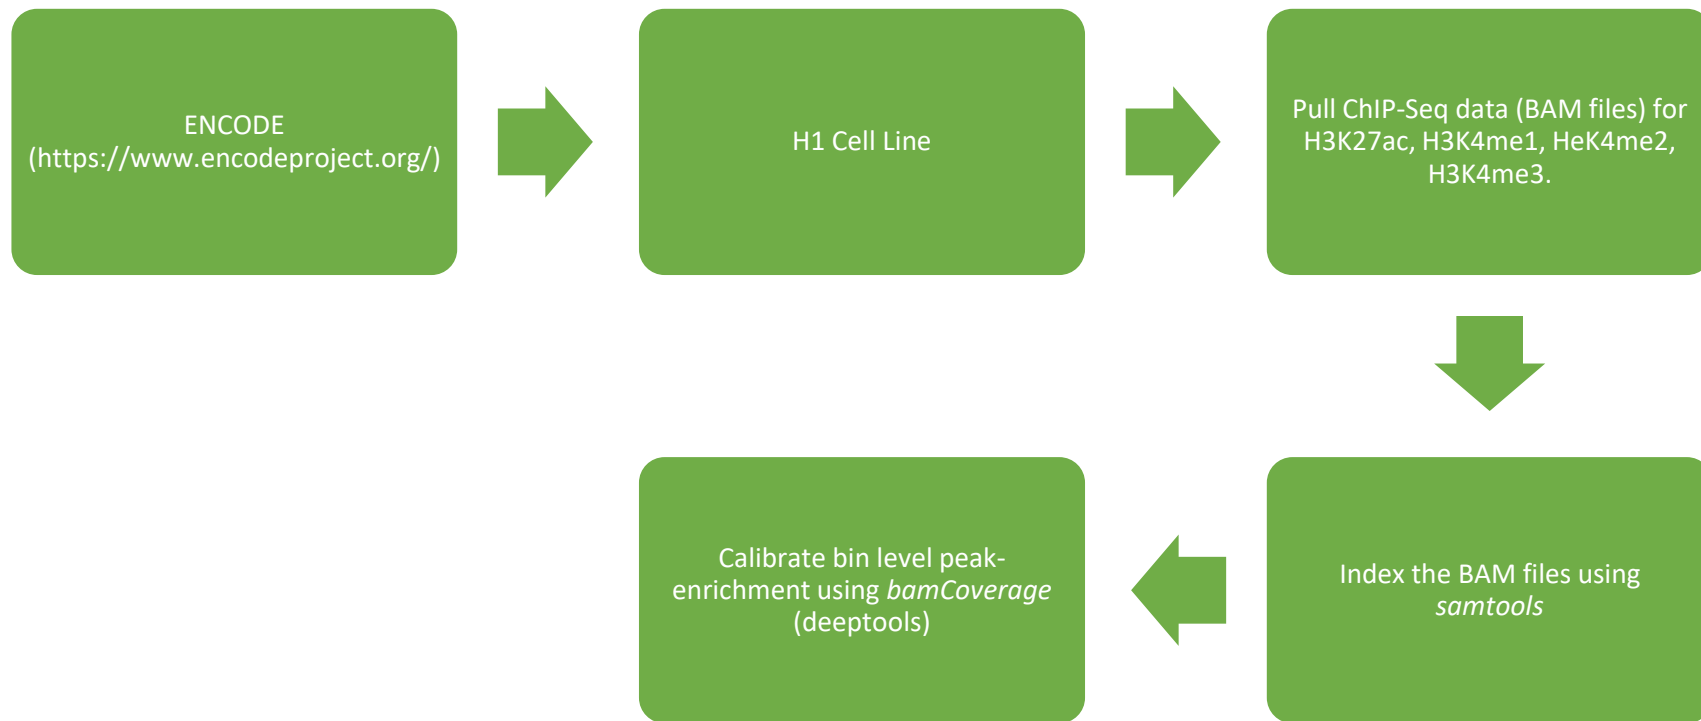 ENCODE
(https://www.encodeproject.org/)
H1 Cell Line
Pull ChIP-Seq data (BAM files) for
H3K27ac, H3K4me1, HeK4me2,
H3K4me3.
Index the BAM files using
samtools
Calibrate bin level peak-
enrichment using bamCoverage
(deeptools)